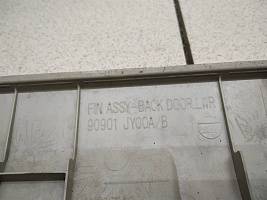 FIN ASSY-BACK DOOR,LWR
90901 JY00A/B